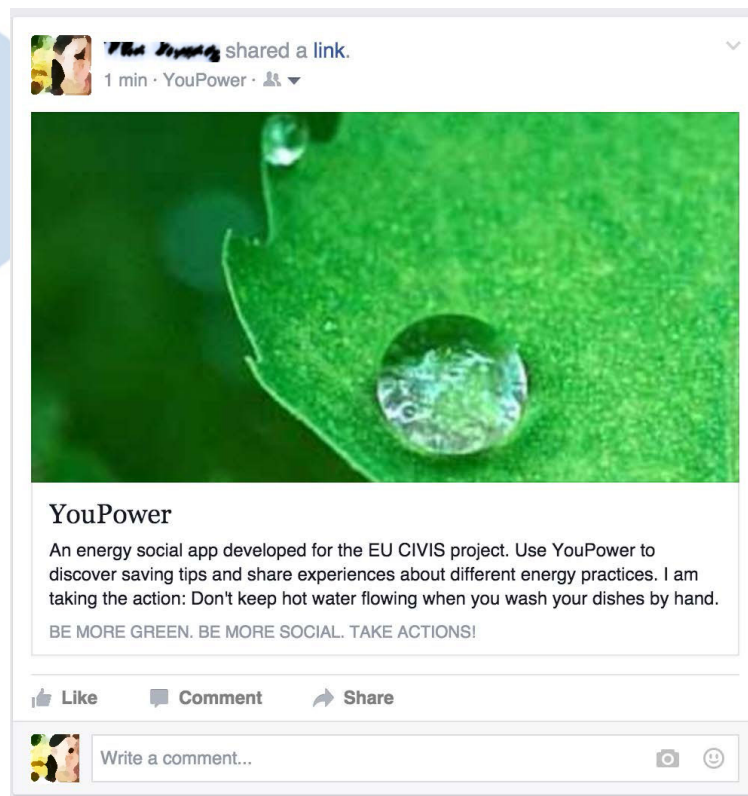 shared a link.
1 min · YouPower ·
YouPower
An energy social app developed for the EU CIVIS project. Use YouPower to
discover saving tips and share experiences about different energy practices. I am
taking the action: Don't keep hot water flowing when you wash your dishes by hand.
BE MORE GREEN. BE MORE SOCIAL. TAKE ACTIONS!
Like Comment Share
Write a comment...